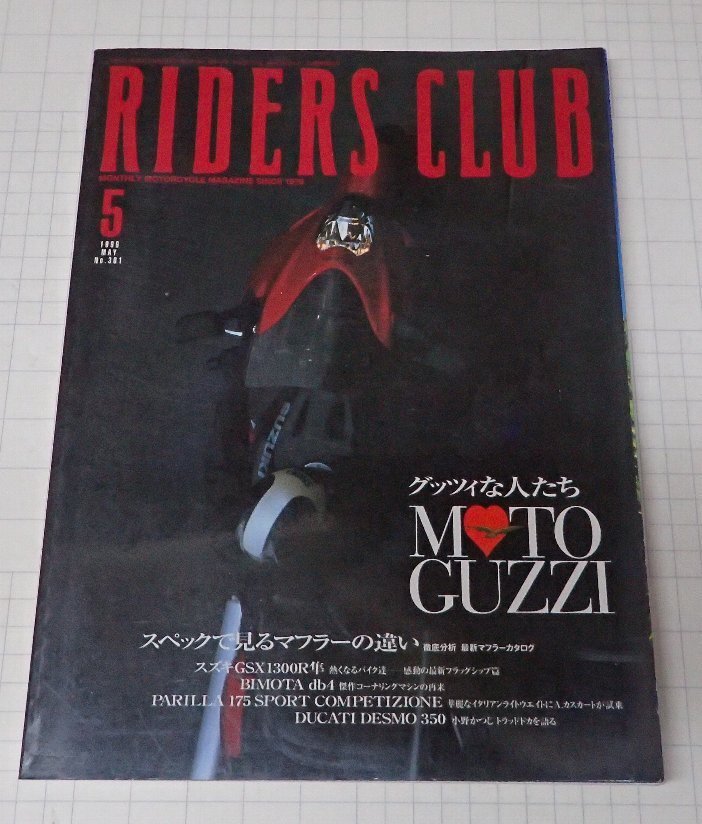 RIDERS CLUB
MONTHLY MOTORCYCLE MAGAZINE SINCE 1978
5
1999
MAY
No.301
SUZUKI
グッツィな人たち
MOTO
GUZZI
スペックで見るマフラーの違い 徹底分析 最新マフラーカタログ
スズキGSX1300R隼 熱くなるバイク達 感動の最新フラッグシップ篇
BIMOTA db4 傑作コーナリングマシンの再来
PARILLA 175 SPORT COMPETIZIONE 華麗なイタリアンライトウエイトにA.カスカートが試乗
DUCATI DESMO 350 小野かつじ トラッドドカを語る